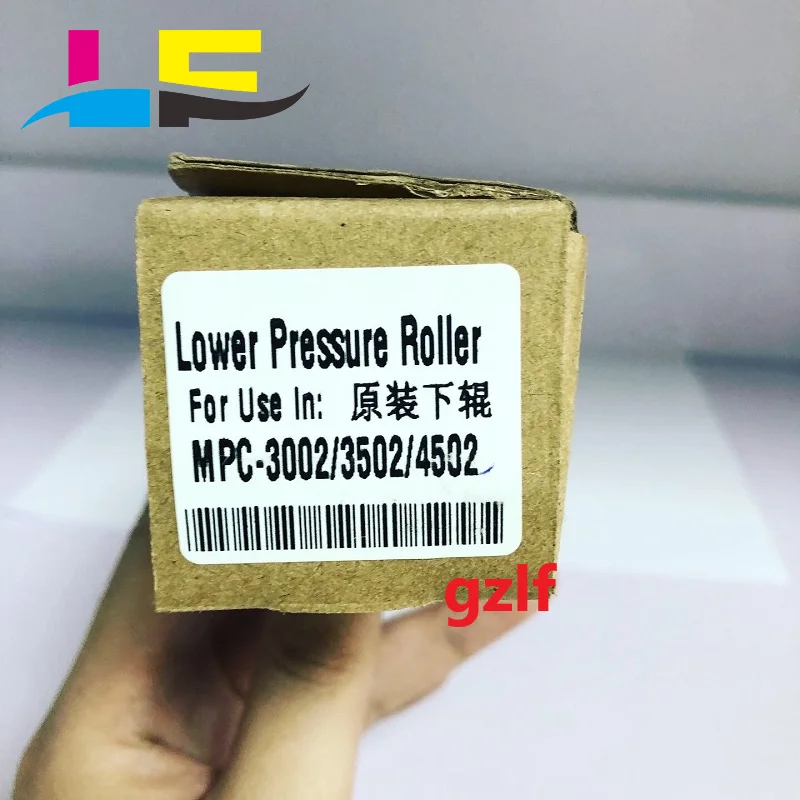 LF
Lower Pressure Roller
For Use In: 原装下辊
MPC-3002/3502/4502
gzlf